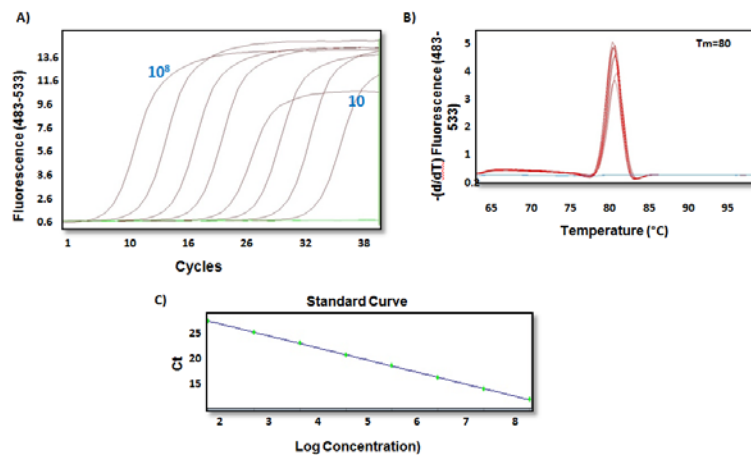 A)
Fluorescence (483-533)
13.6
11.6
9.6
7.6
5.6
3.6
2.6
0.6
10⁸
10
1 10 16 26 32 38
Cycles
B)
Tm=80
-(d/dT) Fluorescence (483-
533)
5
4
3
2
1
0.2
65 70 75 80 85 90 95
Temperature (°C)
C)
Standard Curve
Ct
25
20
15
2 3 4 5 6 7 8
Log Concentration)